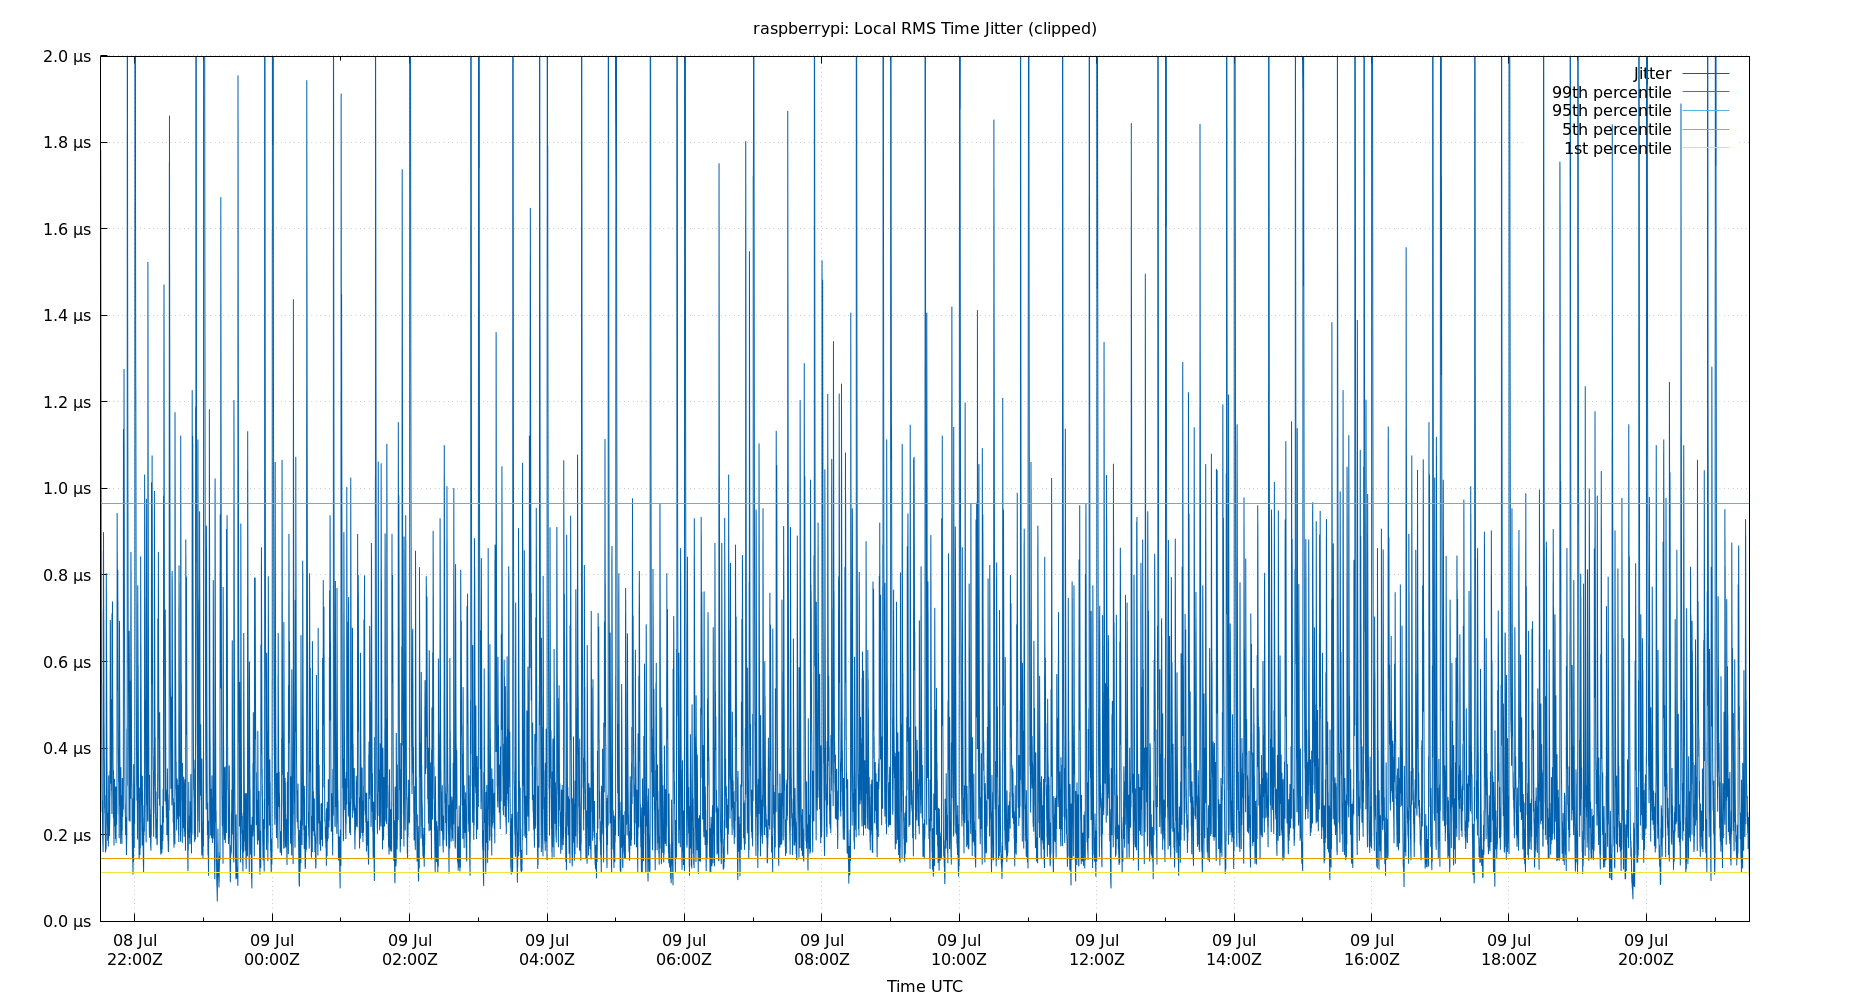 raspberrypi: Local RMS Time Jitter (clipped)
2.0 µs
1.8 µs
1.6 µs
1.4 µs
1.2 µs
1.0 µs
0.8 µs
0.6 µs
0.4 µs
0.2 µs
0.0 µs
Jitter
99th percentile
95th percentile
5th percentile
1st percentile
08 Jul 09 Jul 09 Jul 09 Jul 09 Jul 09 Jul 09 Jul 09 Jul 09 Jul 09 Jul 09 Jul 09 Jul
22:00Z 00:00Z 02:00Z 04:00Z 06:00Z 08:00Z 10:00Z 12:00Z 14:00Z 16:00Z 18:00Z 20:00Z
Time UTC